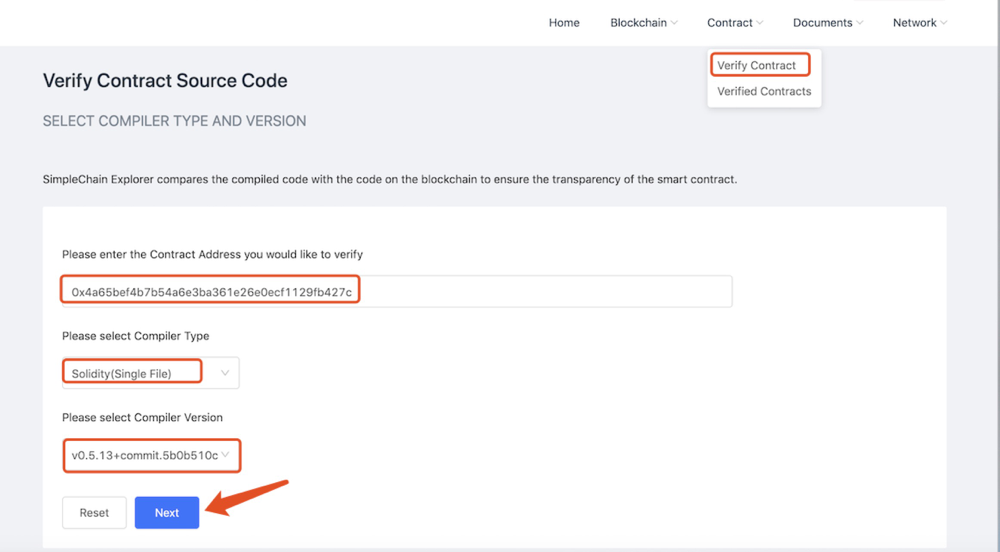 Home Blockchain Contract Documents Network
Verify Contract
Verified Contracts
Verify Contract Source Code
SELECT COMPILER TYPE AND VERSION
SimpleChain Explorer compares the compiled code with the code on the blockchain to ensure the transparency of the smart contract.
Please enter the Contract Address you would like to verify
0x4a65bef4b7b54a6e3ba361e26e0ecf1129fb427c
Please select Compiler Type
Solidity(Single File)
Please select Compiler Version
v0.5.13+commit.5b0b510c
Reset Next